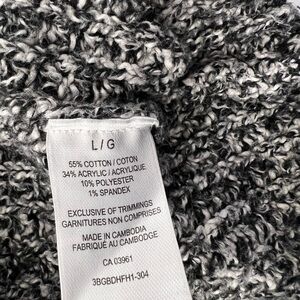 L / G
55% COTTON / COTON
34% ACRYLIC / ACRYLIQUE
10% POLYESTER
1% SPANDEX
EXCLUSIVE OF TRIMMINGS
GARNITURES NON COMPRISES
MADE IN CAMBODIA
FABRIQUÉ AU CAMBODGE
CA 03961
3BGBDHFH1-304